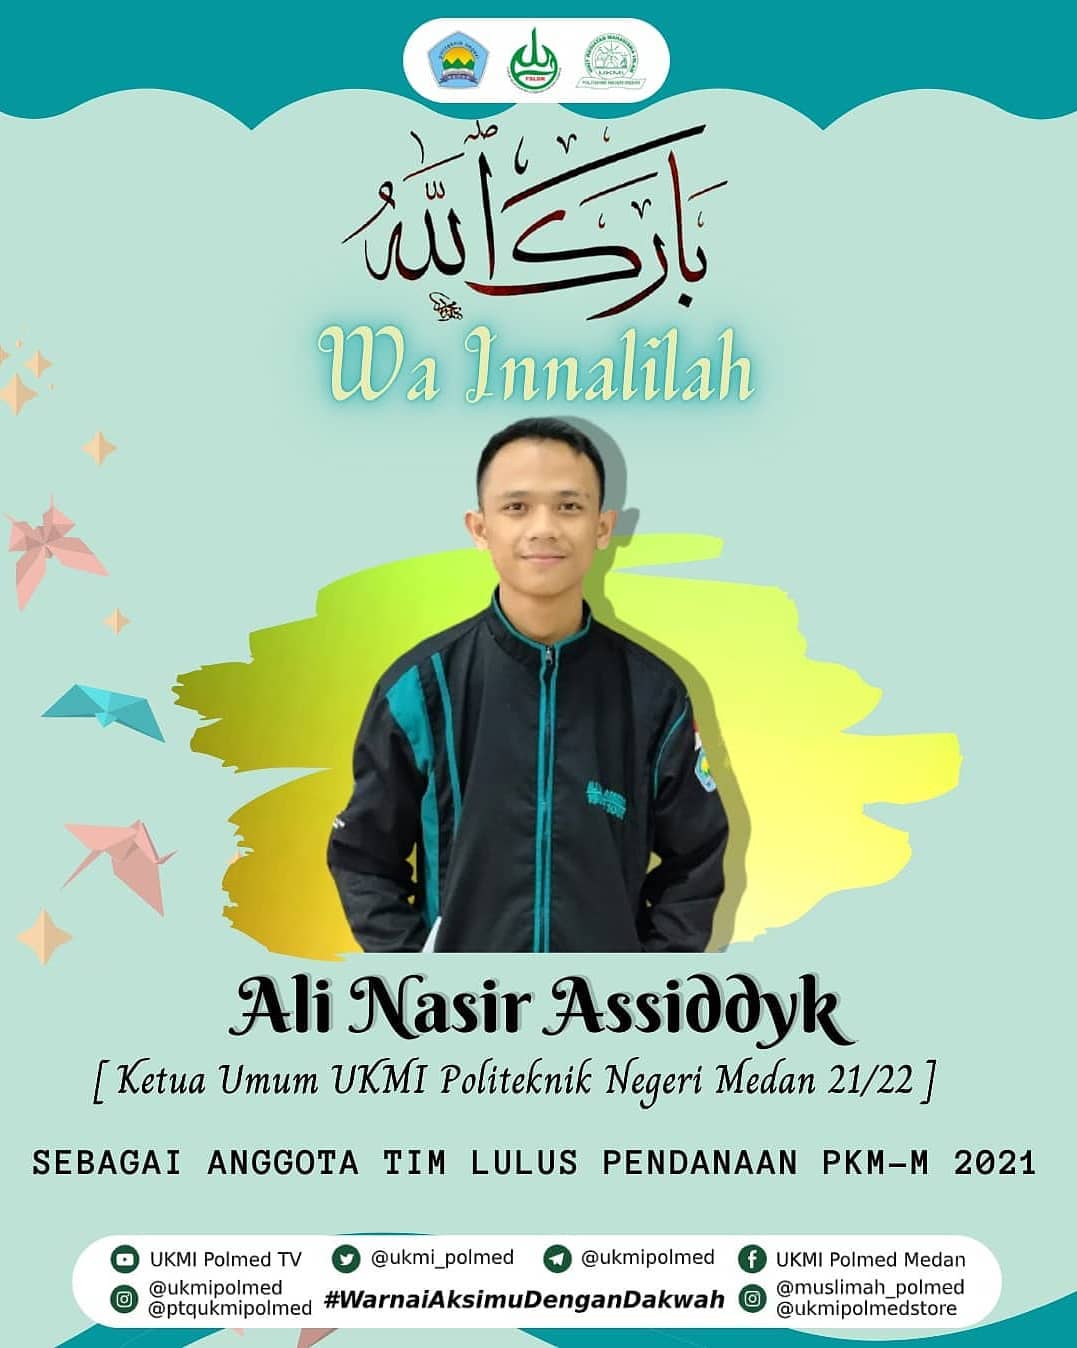 بَارَكَ ٱللَّهُ
Wa Innalilah
Ali Nasir Assiddyk
[ Ketua Umum UKMI Politeknik Negeri Medan 21/22 ]
SEBAGAI ANGGOTA TIM LULUS PENDANAAN PKM-M 2021
UKMI Polmed TV @ukmi_polmed @ukmipolmed UKMI Polmed Medan
@ukmipolmed
@ptqukmipolmed
#WarnaiAksimuDenganDakwah
@muslimah_polmed
@ukmipolmedstore